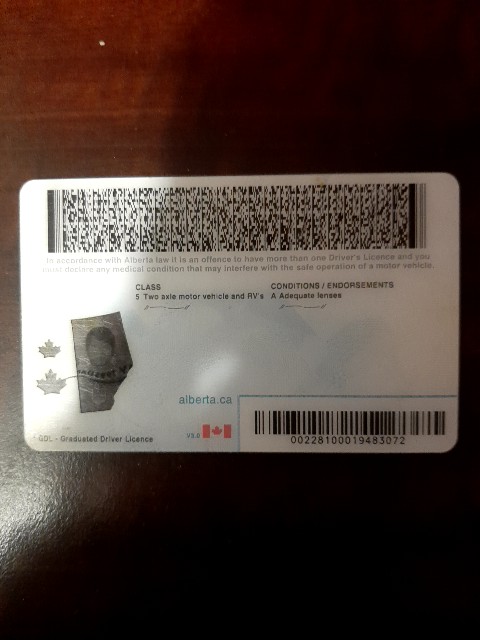 In accordance with Alberta law it is an offence to have more than one Driver's Licence and you
must declare any medical condition that may interfere with the safe operation of a motor vehicle.
CLASS CONDITIONS / ENDORSEMENTS
5 Two axle motor vehicle and RV's A Adequate lenses
alberta.ca
GDL - Graduated Driver Licence
V3.0
00228100019483072